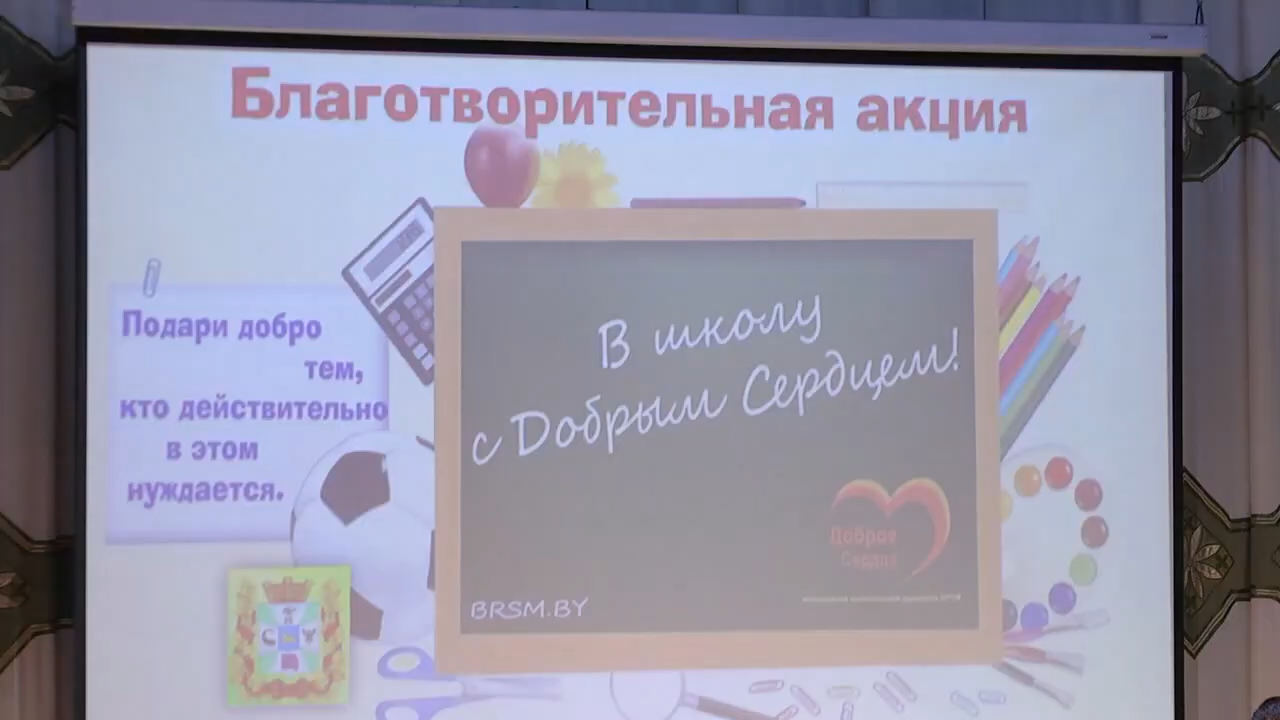 Благотворительная акция
Подари добро
тем,
кто действительно
в этом
нуждается.
В школу
с Добрым Сердцем!
Доброе
Сердце
BRSM.BY